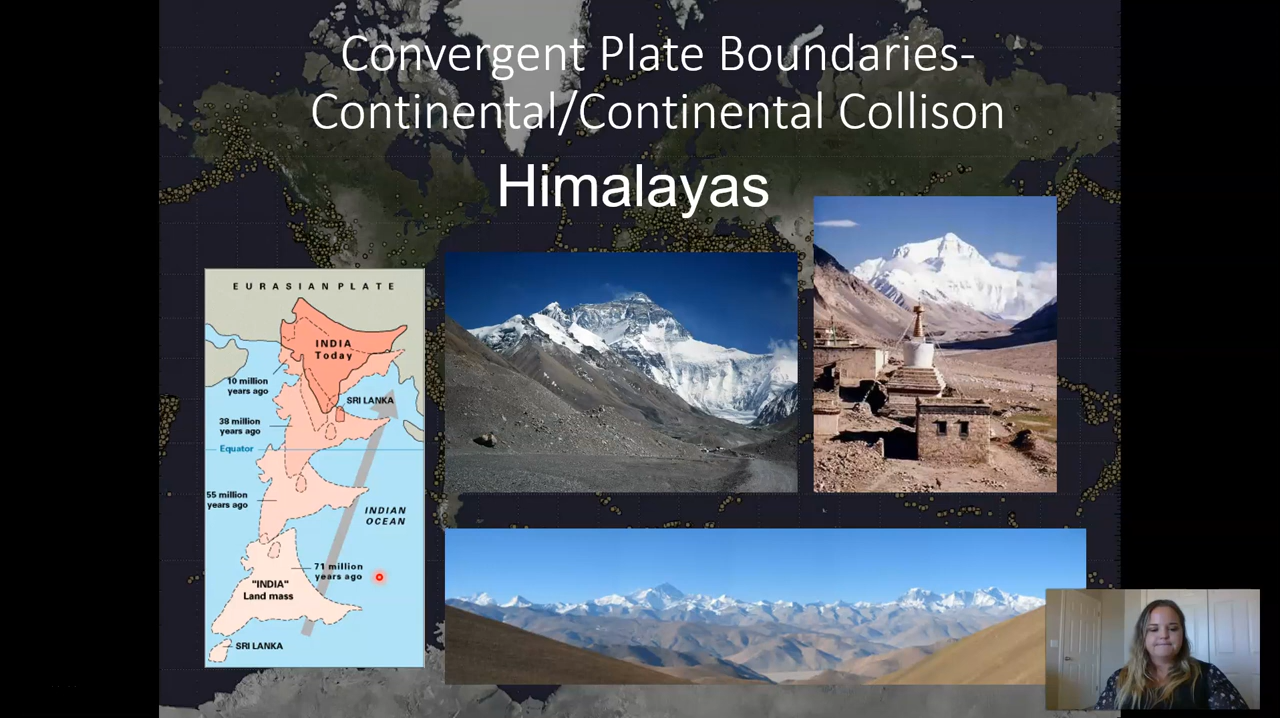 Convergent Plate Boundaries-
Continental/Continental Collison
Himalayas
EURASIAN PLATE
INDIA
Today
10 million
years ago
SRI LANKA
38 million
years ago
Equator
55 million
years ago
INDIAN
OCEAN
71 million
years ago
"INDIA"
Land mass
SRI LANKA